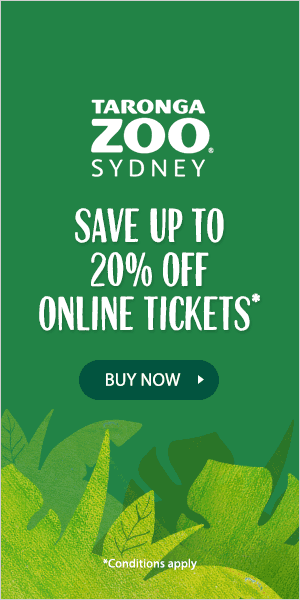 TARONGA
ZOO®
SYDNEY
SAVE UP TO
20% OFF
ONLINE TICKETS*
BUY NOW
*Conditions apply